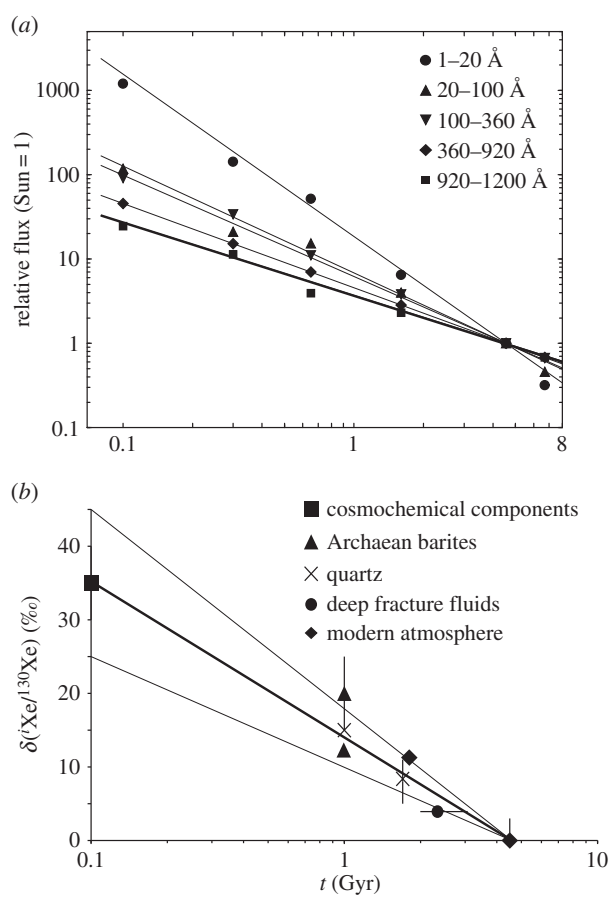 (a)
1000
100
10
1
0.1
relative flux (Sun = 1)
1–20 Å
20–100 Å
100–360 Å
360–920 Å
920–1200 Å
0.1 1 8
(b)
40
30
20
10
0
δ(ⁱXe/¹³⁰Xe) (‰)
cosmochemical components
Archaean barites
quartz
deep fracture fluids
modern atmosphere
0.1 1 10
t (Gyr)